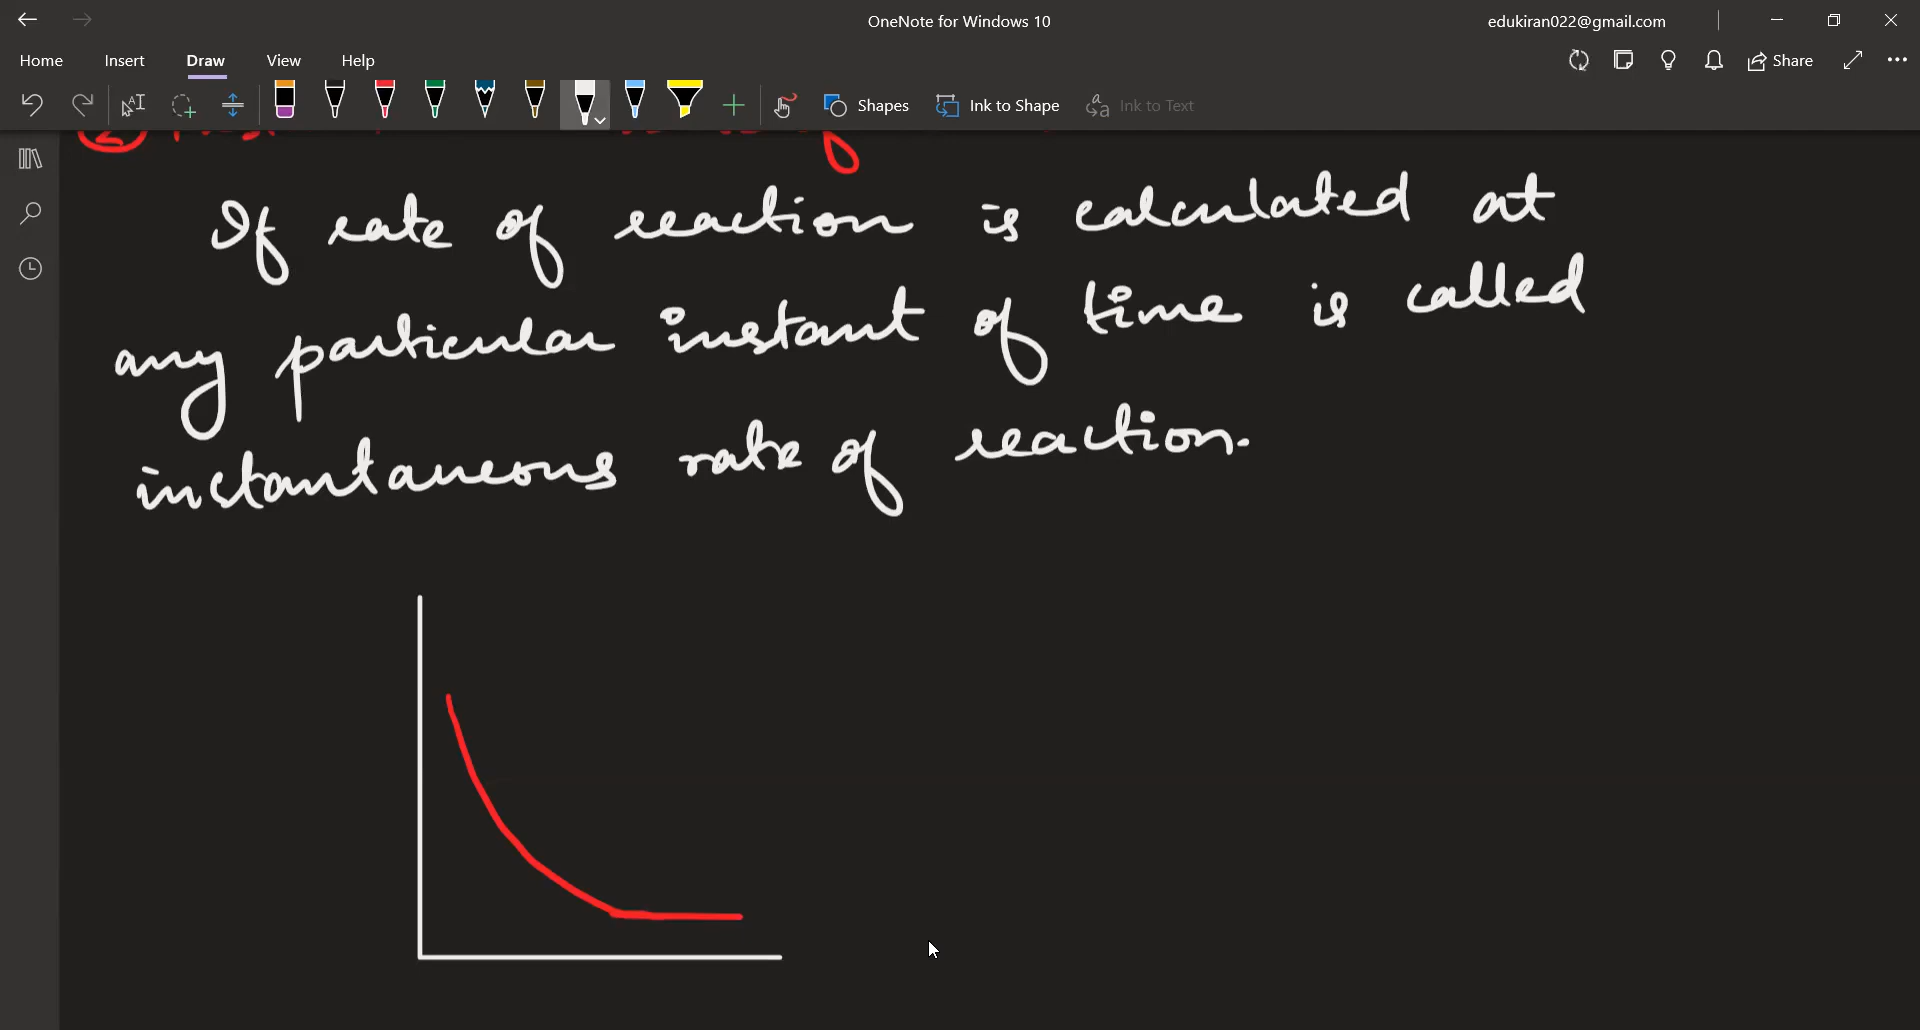 OneNote for Windows 10
edukiran022@gmail.com
Home Insert Draw View Help
Share
Shapes Ink to Shape Ink to Text
2
If rate of reaction is calculated at
any particular instant of time is called
instantaneous rate of reaction.